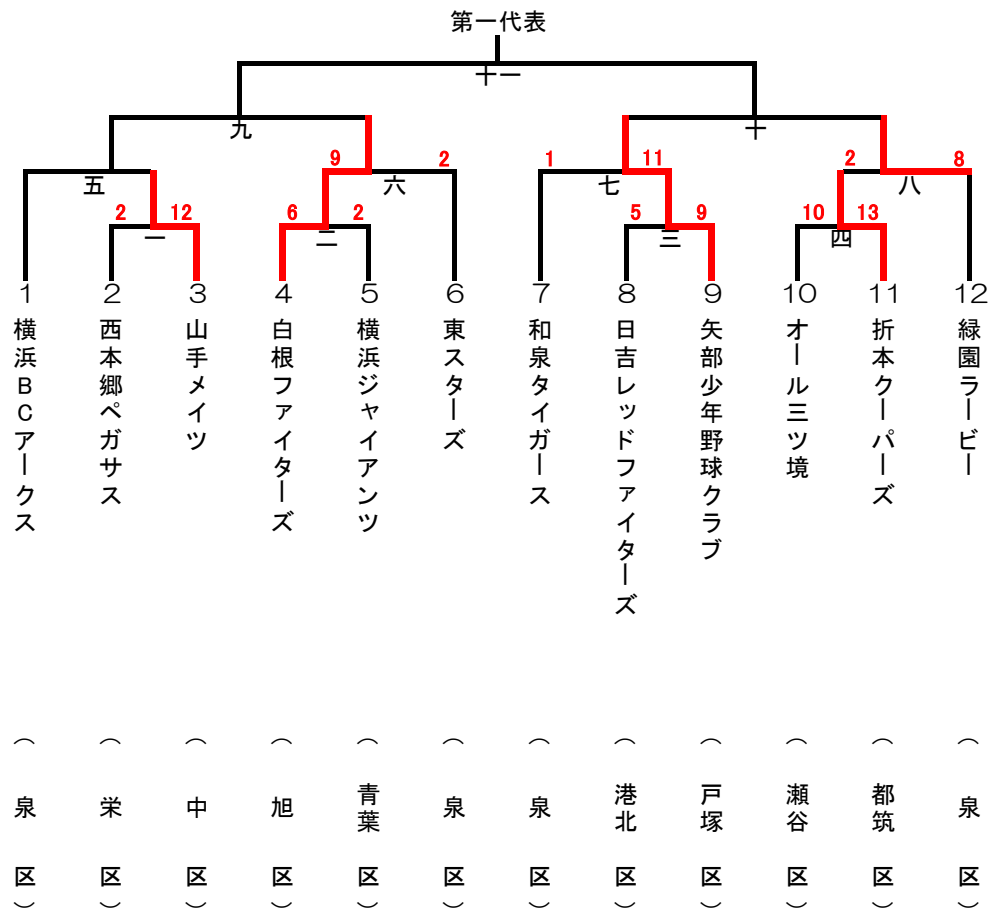 第一代表
十一
九
十
9
2
1
11
2
8
五
六
七
八
2
12
6
2
5
9
10
13
一
二
三
四
1
2
3
4
5
6
7
8
9
10
11
12
横浜BCアークス
西本郷ペガサス
山手メイツ
白根ファイターズ
横浜ジャイアンツ
東スターズ
和泉タイガース
日吉レッドファイターズ
矢部少年野球クラブ
オール三ツ境
折本クーパーズ
緑園ラービー
（泉区）
（栄区）
（中区）
（旭区）
（青葉区）
（泉区）
（泉区）
（港北区）
（戸塚区）
（瀬谷区）
（都筑区）
（泉区）